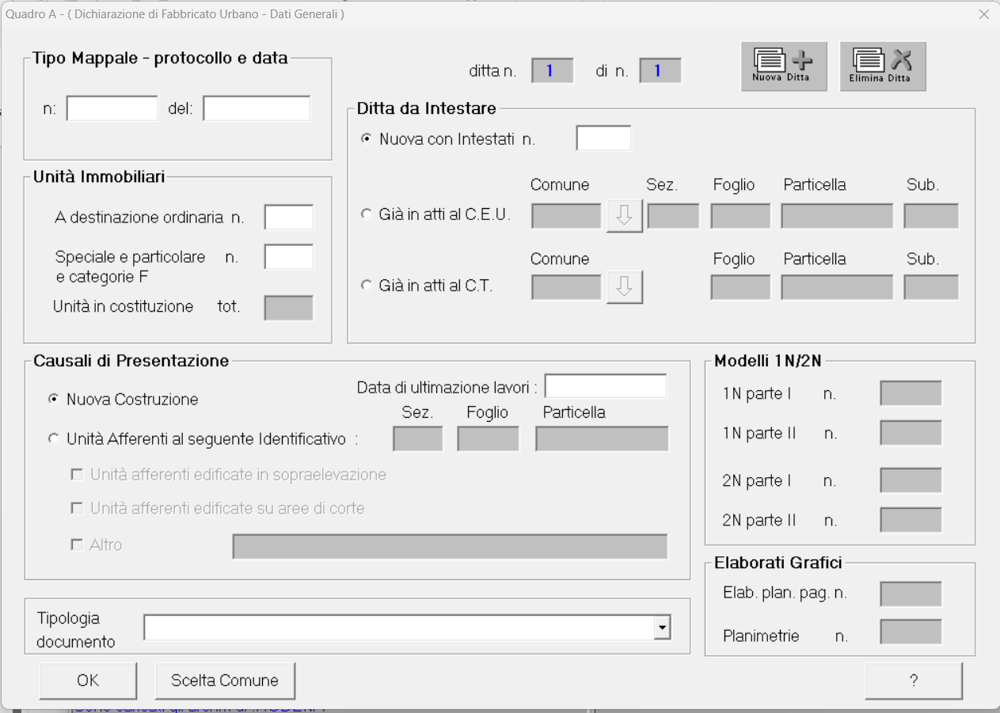 Quadro A - ( Dichiarazione di Fabbricato Urbano - Dati Generali )
Tipo Mappale - protocollo e data
n: del:
ditta n. 1 di n. 1
Nuova Ditta
Elimina Ditta
Ditta da Intestare
Nuova con Intestati n.
Comune Sez. Foglio Particella Sub.
Già in atti al C.E.U.
Comune Foglio Particella Sub.
Già in atti al C.T.
Unità Immobiliari
A destinazione ordinaria n.
Speciale e particolare n.
e categorie F
Unità in costituzione tot.
Causali di Presentazione
Nuova Costruzione
Data di ultimazione lavori :
Sez. Foglio Particella
Unità Afferenti al seguente Identificativo :
Unità afferenti edificate in sopraelevazione
Unità afferenti edificate su aree di corte
Altro
Modelli 1N/2N
1N parte I n.
1N parte II n.
2N parte I n.
2N parte II n.
Elaborati Grafici
Elab. plan. pag. n.
Planimetrie n.
Tipologia
documento
OK
Scelta Comune
?